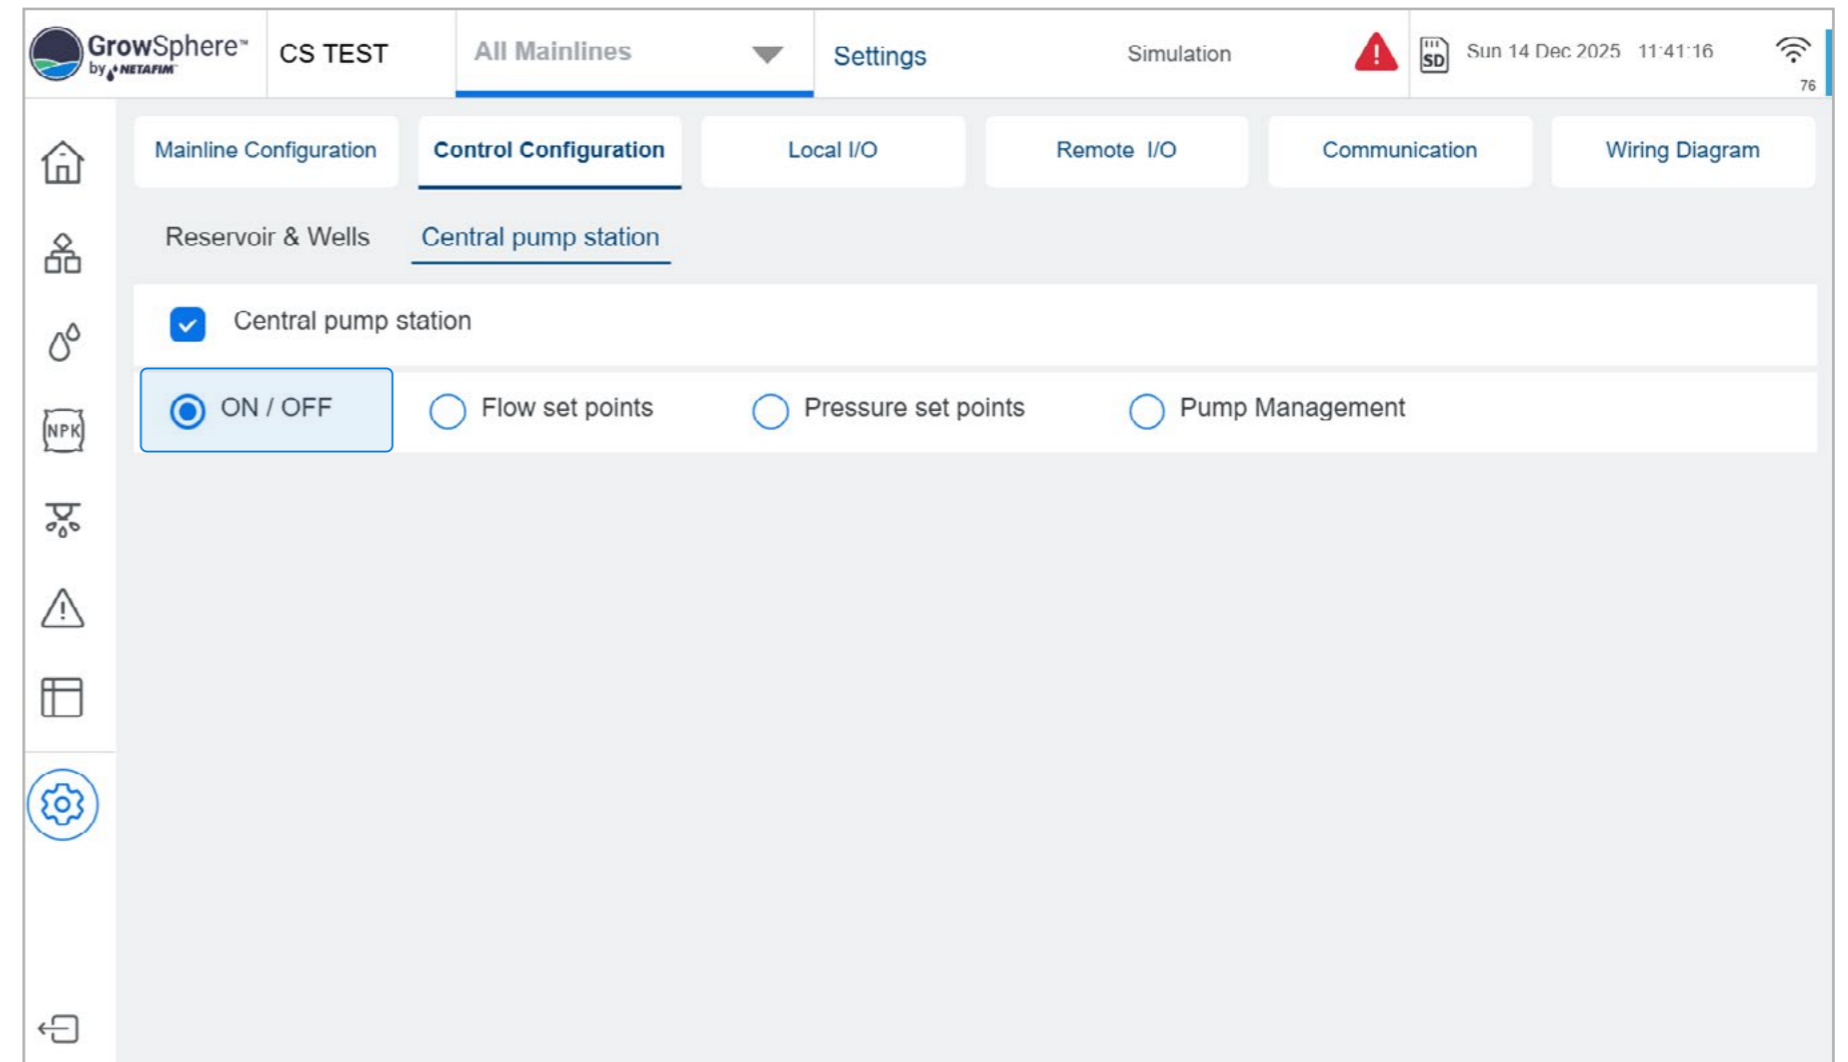 GrowSphere™
by NETAFIM™
CS TEST
All Mainlines
Settings
Simulation
SD
Sun 14 Dec 2025 11:41:16
76
Mainline Configuration
Control Configuration
Local I/O
Remote I/O
Communication
Wiring Diagram
Reservoir & Wells
Central pump station
Central pump station
ON / OFF
Flow set points
Pressure set points
Pump Management
NPK